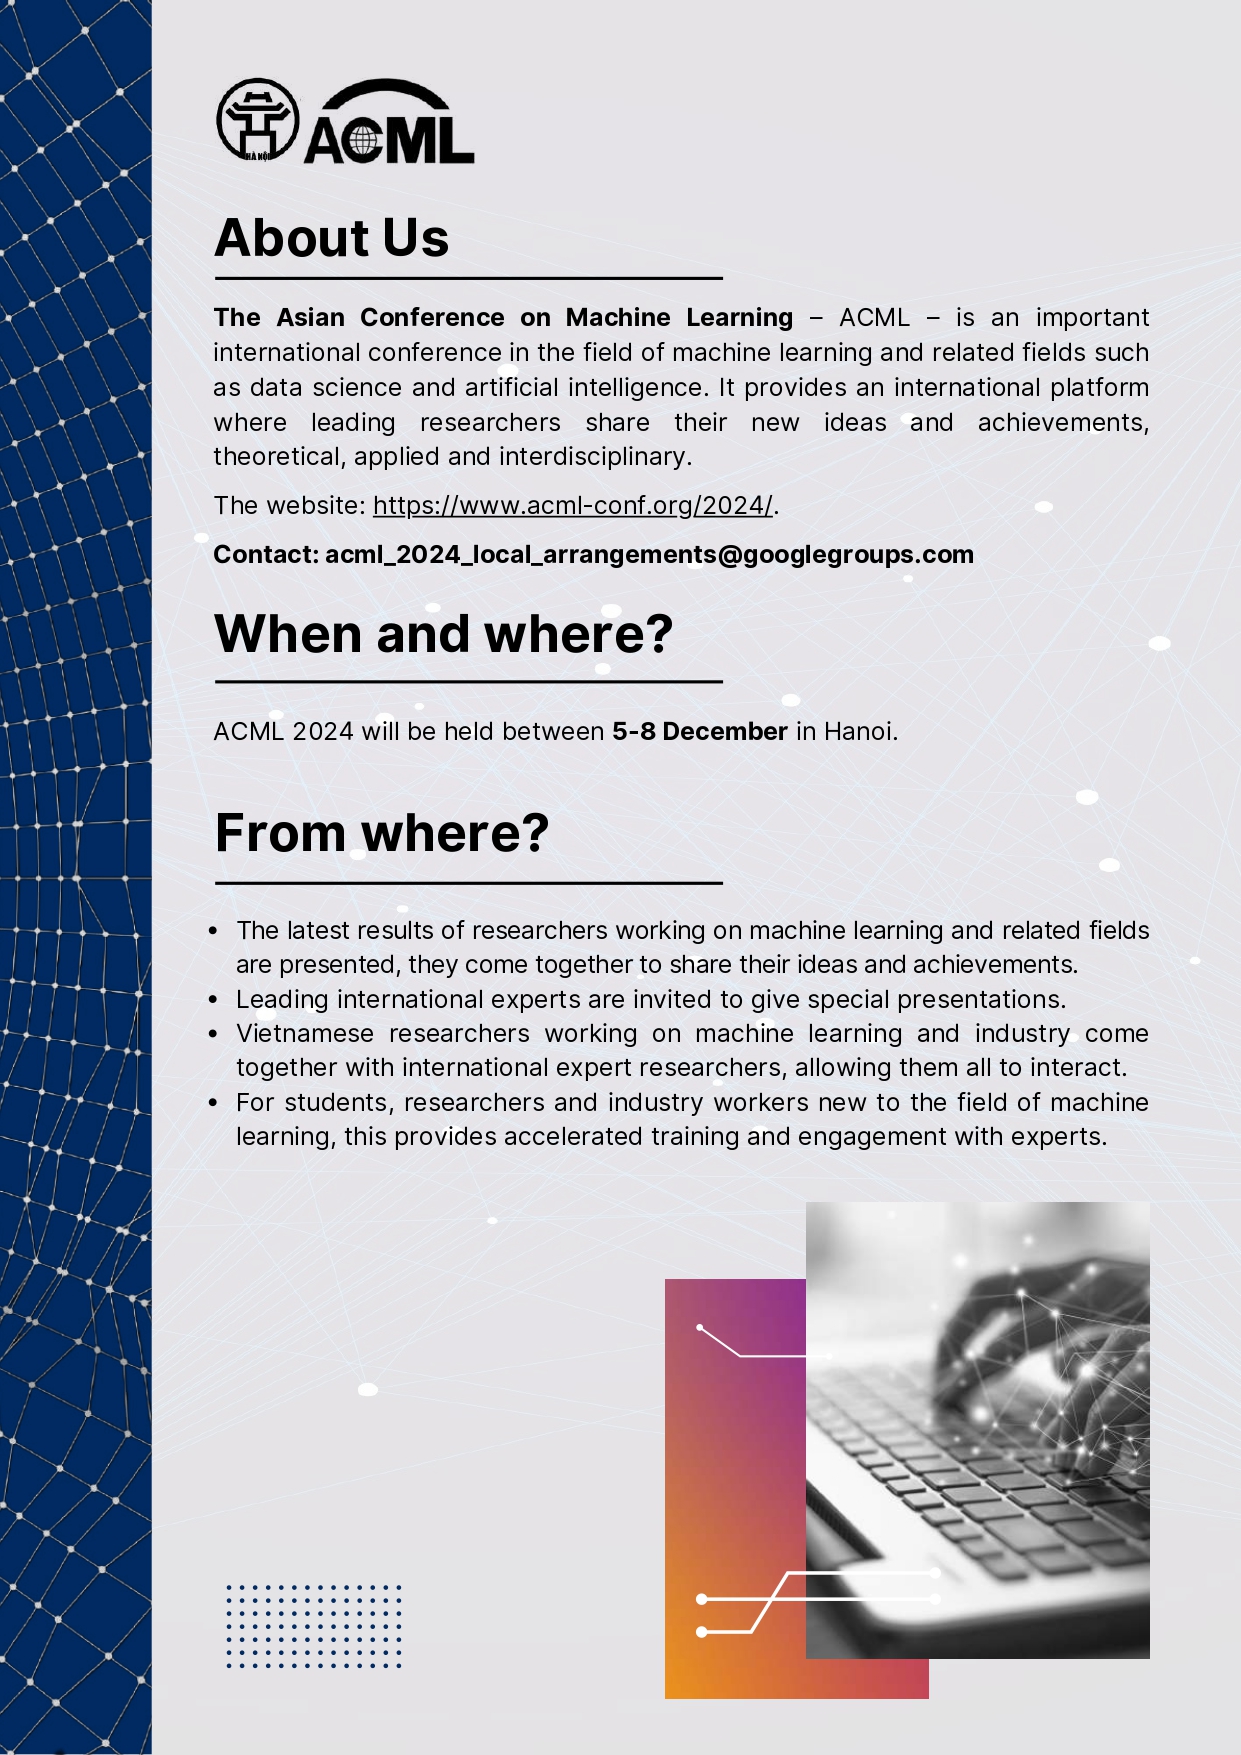 HÀ NỘI
ACML
About Us
The Asian Conference on Machine Learning – ACML – is an important
international conference in the field of machine learning and related fields such
as data science and artificial intelligence. It provides an international platform
where leading researchers share their new ideas and achievements,
theoretical, applied and interdisciplinary.
The website: https://www.acml-conf.org/2024/.
Contact: acml_2024_local_arrangements@googlegroups.com
When and where?
ACML 2024 will be held between 5-8 December in Hanoi.
From where?
• The latest results of researchers working on machine learning and related fields
are presented, they come together to share their ideas and achievements.
• Leading international experts are invited to give special presentations.
• Vietnamese researchers working on machine learning and industry come
together with international expert researchers, allowing them all to interact.
• For students, researchers and industry workers new to the field of machine
learning, this provides accelerated training and engagement with experts.